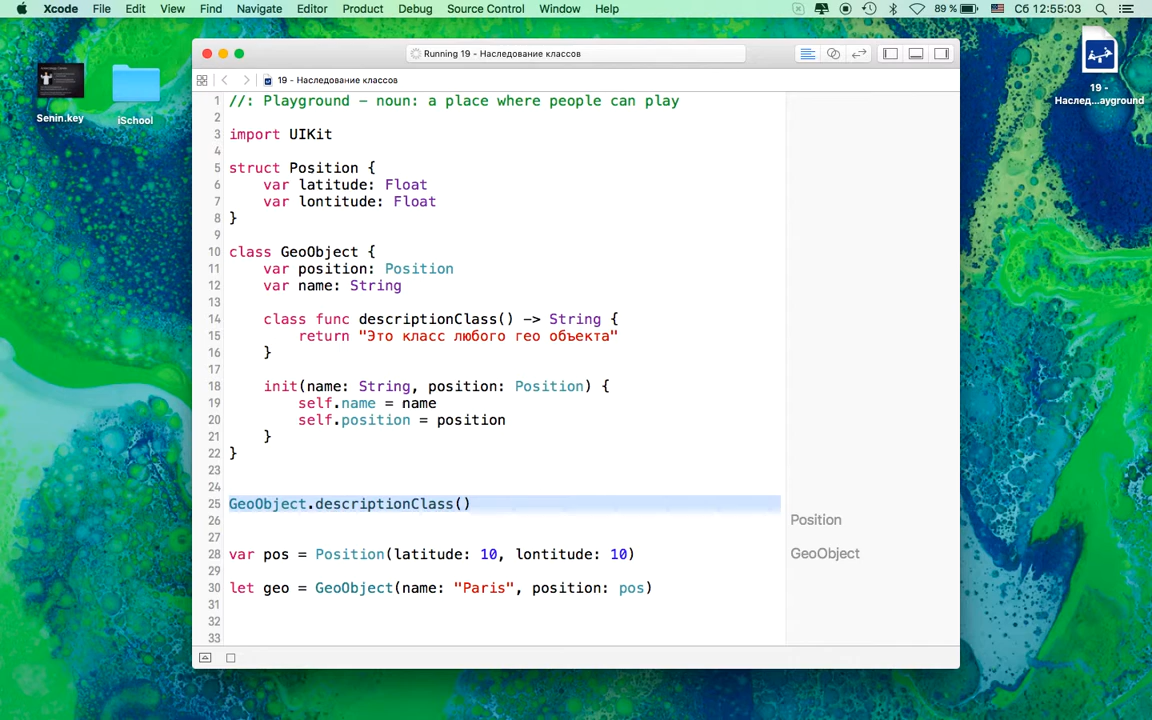 Xcode File Edit View Find Navigate Editor Product Debug Source Control Window Help 89 % Сб 12:55:03
Running 19 - Наследование классов
19 - Наследование классов
Senin.key
iSchool
19 -
Наслед...ayground
1 //: Playground - noun: a place where people can play
2
3 import UIKit
4
5 struct Position {
6 var latitude: Float
7 var lontitude: Float
8 }
9
10 class GeoObject {
11 var position: Position
12 var name: String
13
14 class func descriptionClass() -> String {
15 return "Это класс любого гео объекта"
16 }
17
18 init(name: String, position: Position) {
19 self.name = name
20 self.position = position
21 }
22 }
23
24
25 GeoObject.descriptionClass()
26 Position
27
28 var pos = Position(latitude: 10, lontitude: 10) GeoObject
29
30 let geo = GeoObject(name: "Paris", position: pos)
31
32
33